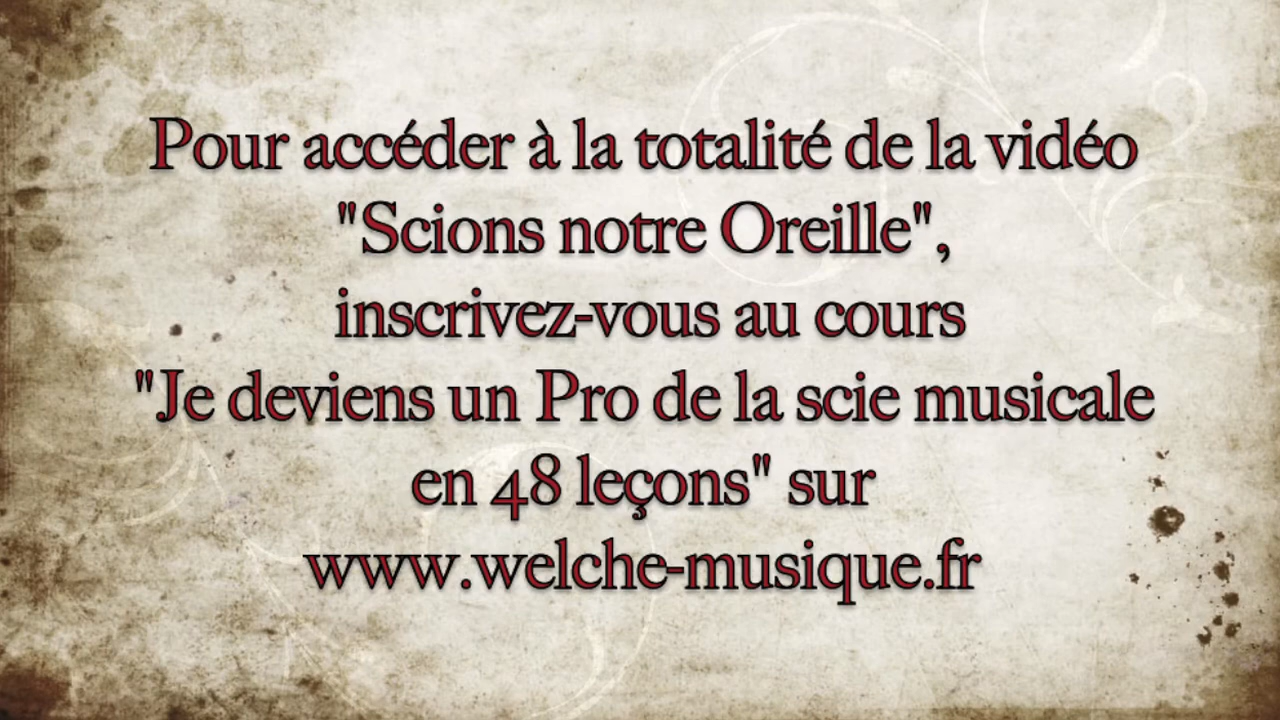 Pour accéder à la totalité de la vidéo
"Scions notre Oreille",
inscrivez-vous au cours
"Je deviens un Pro de la scie musicale
en 48 leçons" sur
www.welche-musique.fr